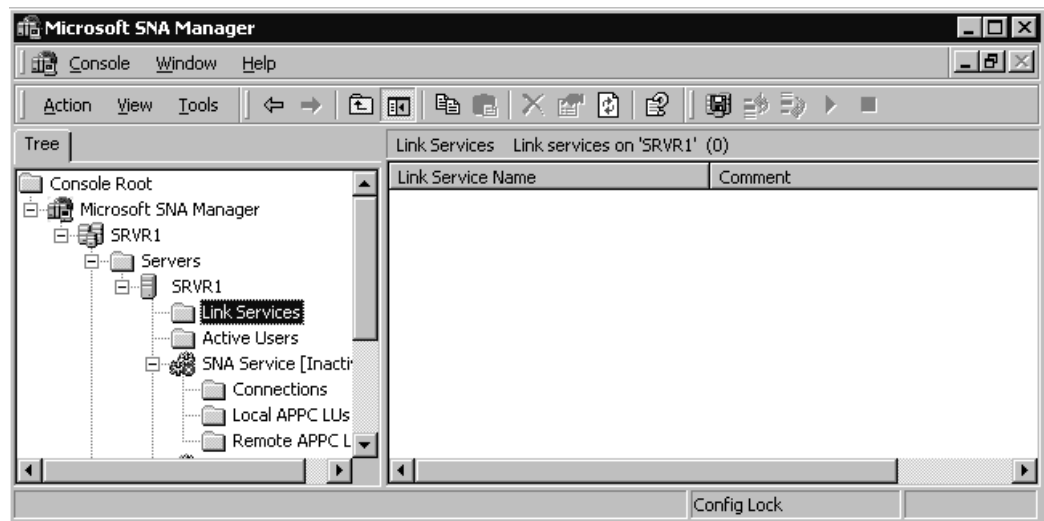 Microsoft SNA Manager
Console Window Help
Action View Tools
Tree
Link Services Link services on 'SRVR1' (0)
Link Service Name Comment
Console Root
Microsoft SNA Manager
SRVR1
Servers
SRVR1
Link Services
Active Users
SNA Service [Inacti
Connections
Local APPC LUs
Remote APPC L
Config Lock